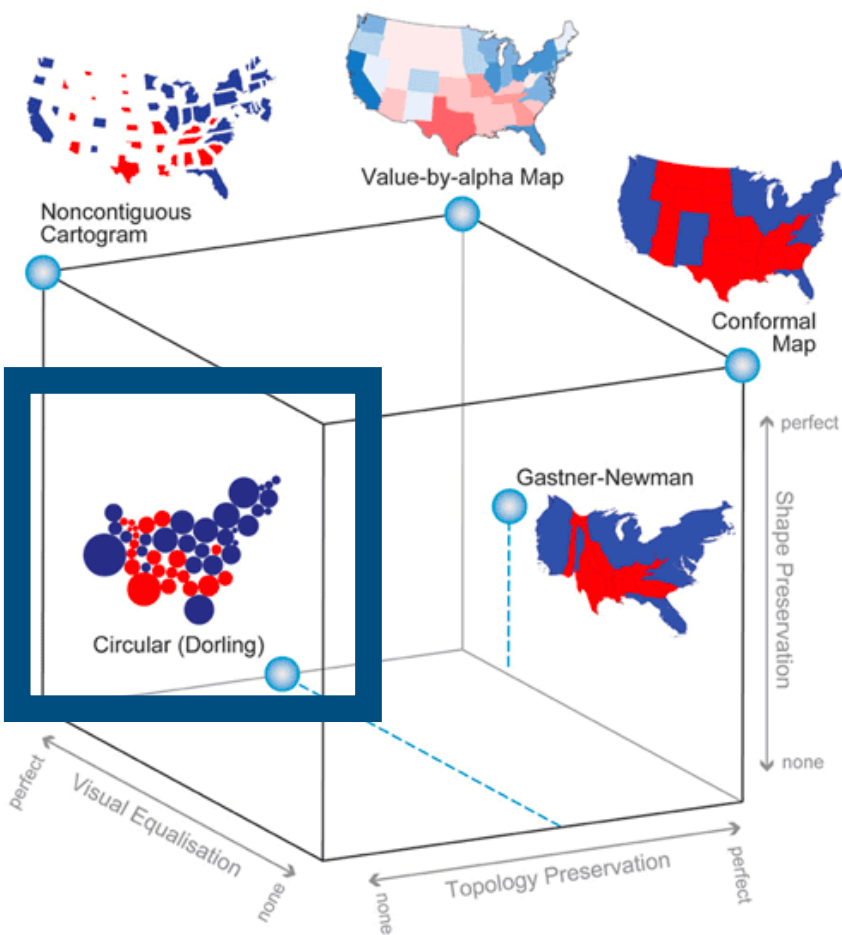 Value-by-alpha Map
Noncontiguous
Cartogram
Conformal
Map
perfect
Gastner-Newman
Shape Preservation
Circular (Dorling)
none
perfect
Visual Equalisation
none
none
Topology Preservation
perfect